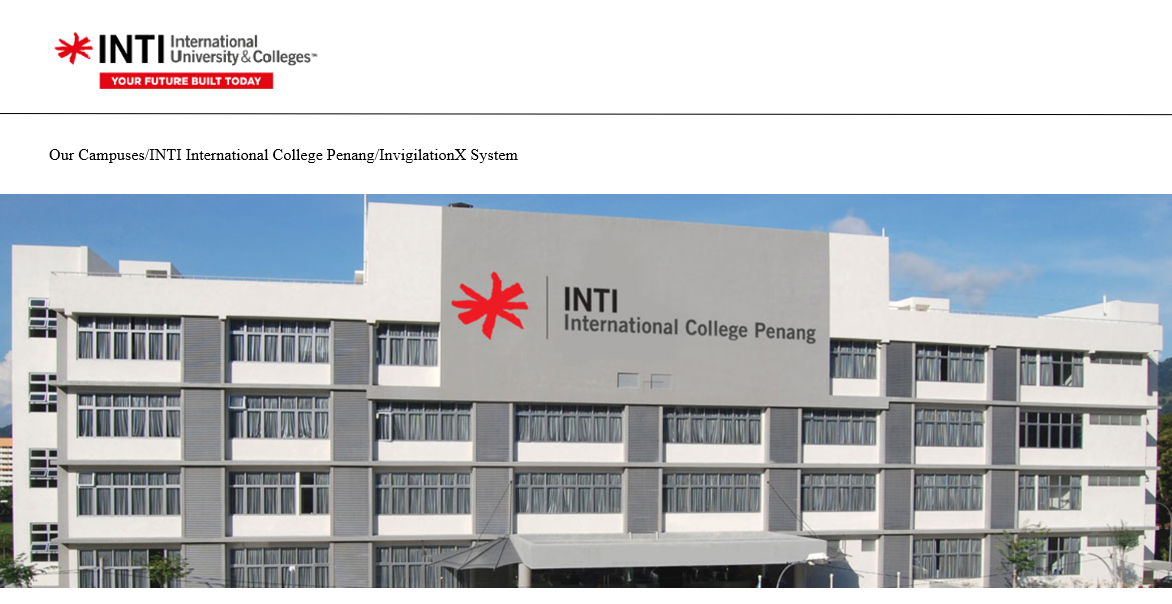 INTI International
University & Colleges™
YOUR FUTURE BUILT TODAY
Our Campuses/INTI International College Penang/InvigilationX System
INTI
International College Penang